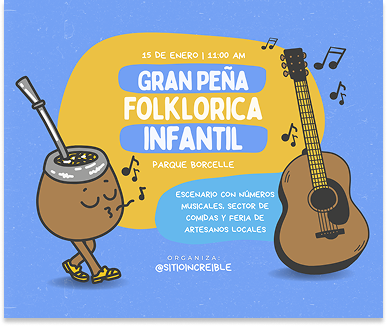 15 DE ENERO | 11:00 AM
GRAN PEÑA
FOLKLORICA
INFANTIL
PARQUE BORCELLE
ESCENARIO CON NÚMEROS
MUSICALES, SECTOR DE
COMIDAS Y FERIA DE
ARTESANOS LOCALES
ORGANIZA:
@SITIOINCREIBLE